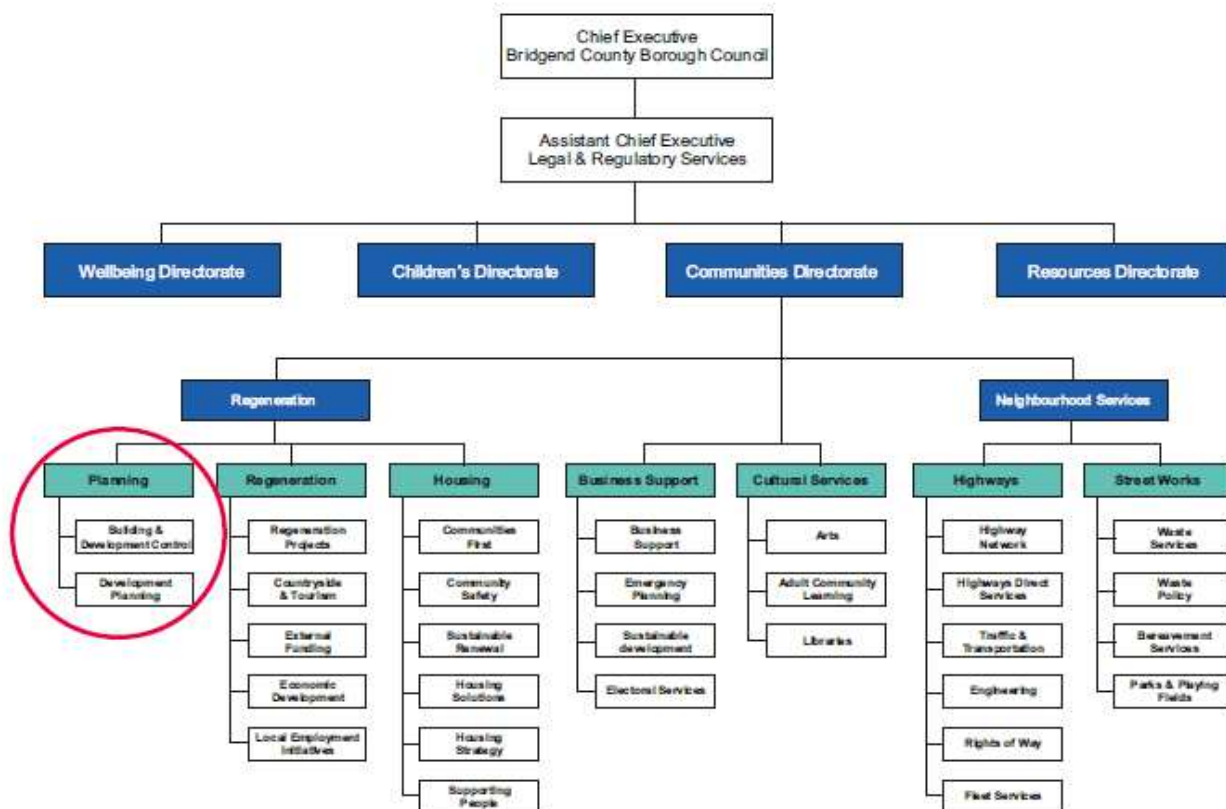 Chief Executive
Bridgend County Borough Council
Assistant Chief Executive
Legal & Regulatory Services
Wellbeing Directorate
Children's Directorate
Communities Directorate
Resources Directorate
Regeneration
Neighbourhood Services
Planning
Building &
Development Control
Development
Planning
Regeneration
Regeneration
Projects
Countryside
& Tourism
External
Funding
Economic
Development
Local Employment
Initiatives
Housing
Communities
First
Community
Safety
Sustainable
Renewal
Housing
Solutions
Housing
Strategy
Supporting
People
Business Support
Business
Support
Emergency
Planning
Sustainable
development
Electoral Services
Cultural Services
Arts
Adult Community
Learning
Libraries
Highways
Highway
Network
Highways Direct
Services
Traffic &
Transportation
Engineering
Rights of Way
Fleet Services
Street Works
Waste
Services
Waste
Policy
Bereavement
Services
Parks & Playing
Fields